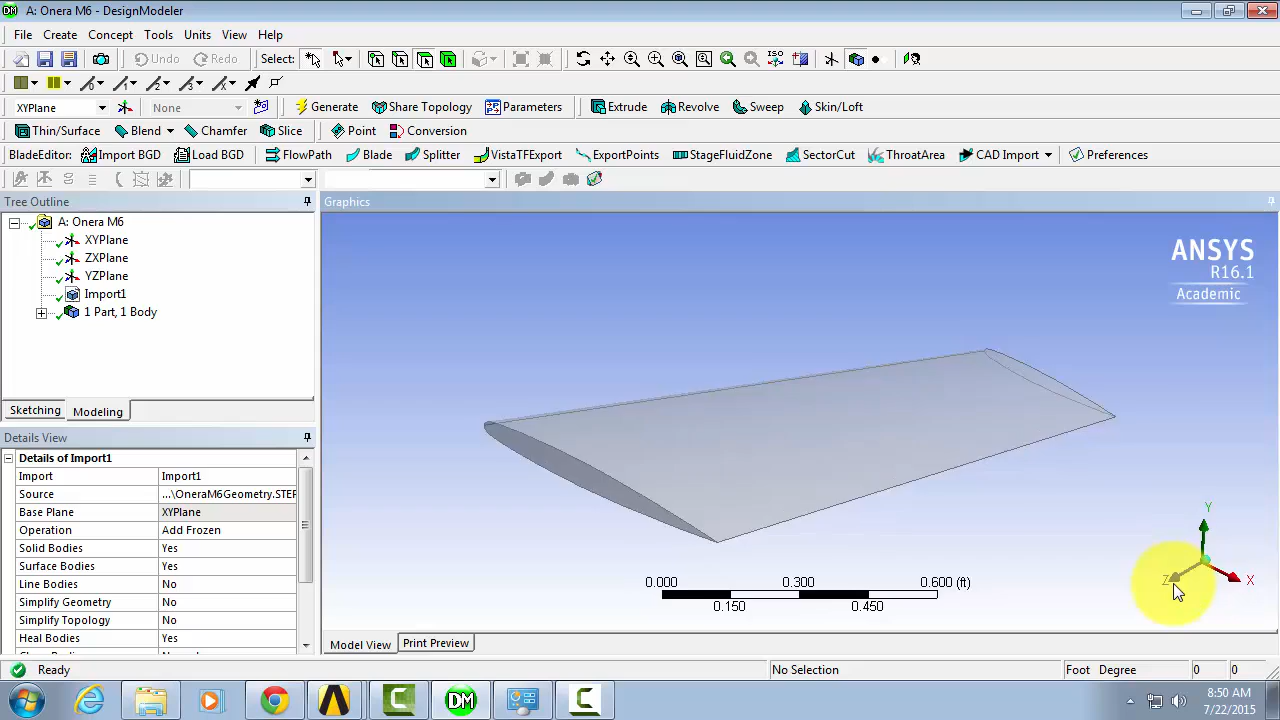 A: Onera M6 - DesignModeler
File Create Concept Tools Units View Help
Undo Redo Select:
XYPlane None Generate Share Topology Parameters Extrude Revolve Sweep Skin/Loft
Thin/Surface Blend Chamfer Slice Point Conversion
BladeEditor: Import BGD Load BGD FlowPath Blade Splitter VistaTFExport ExportPoints StageFluidZone SectorCut ThroatArea CAD Import Preferences
Tree Outline
A: Onera M6
XYPlane
ZXPlane
YZPlane
Import1
1 Part, 1 Body
Sketching Modeling
Details View
Details of Import1
Import Import1
Source ...\OneraM6Geometry.STEP
Base Plane XYPlane
Operation Add Frozen
Solid Bodies Yes
Surface Bodies Yes
Line Bodies No
Simplify Geometry No
Simplify Topology No
Heal Bodies Yes
Graphics
ANSYS
R16.1
Academic
Y
Z X
0.000 0.300 0.600 (ft)
0.150 0.450
Model View Print Preview
Ready No Selection Foot Degree 0 0
8:50 AM
7/22/2015